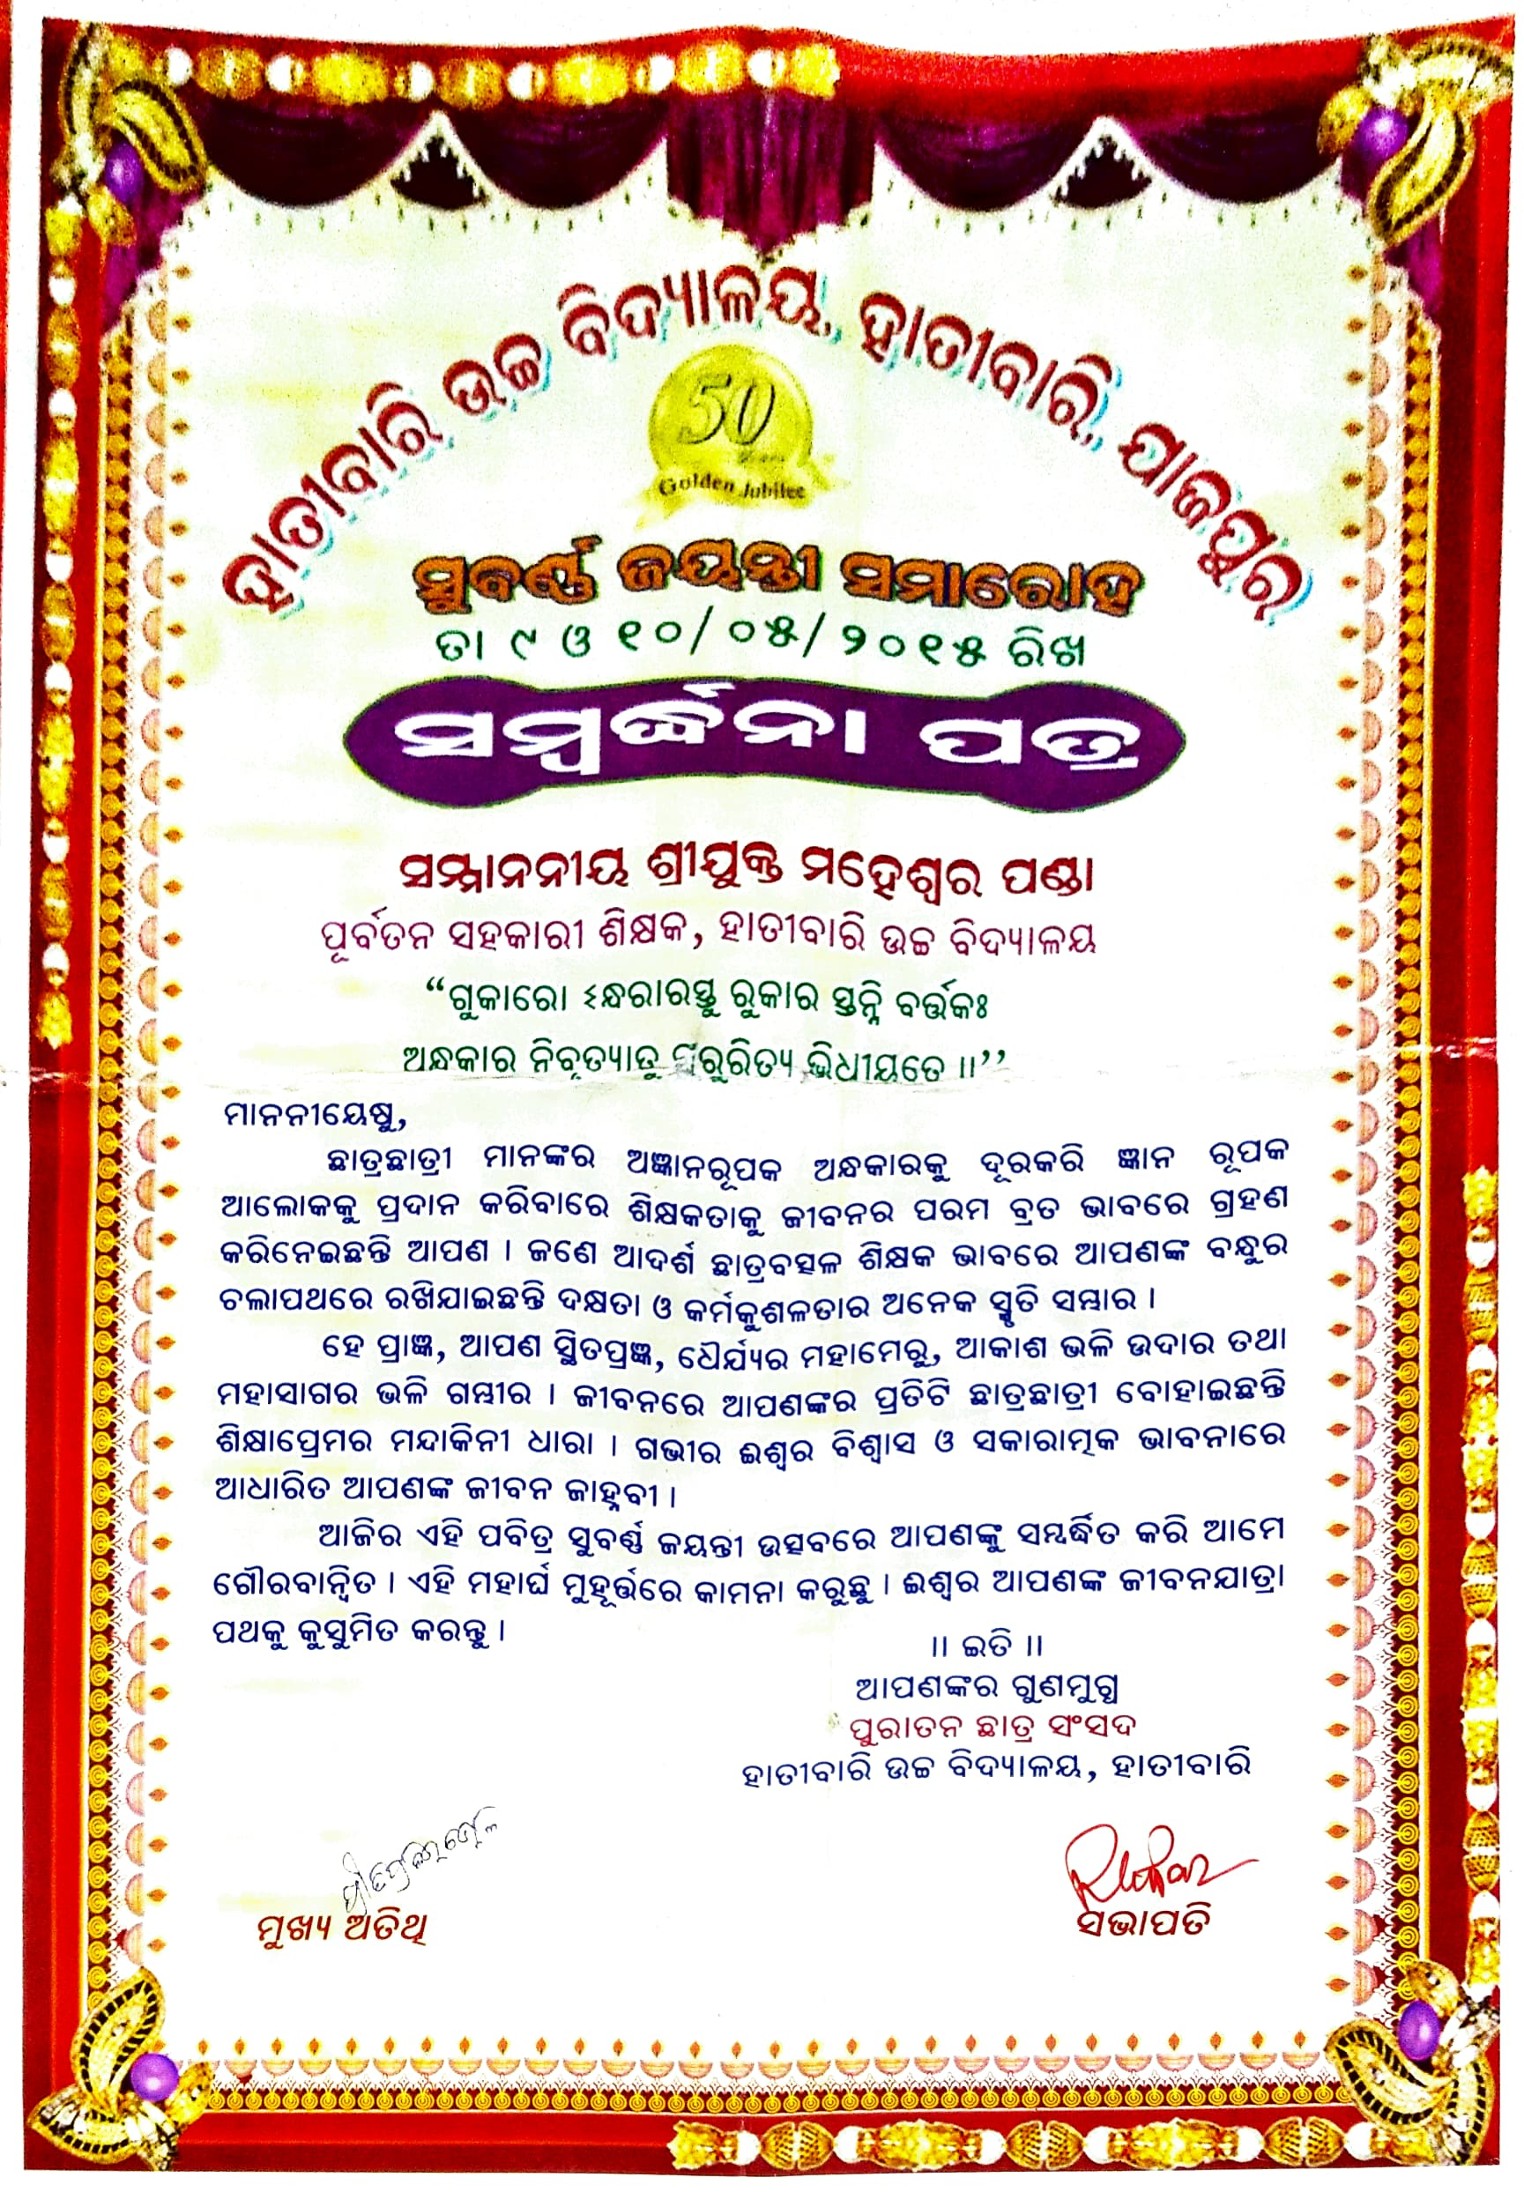 ହାତୀବାରି ଉଚ୍ଚ ବିଦ୍ୟାଳୟ, ହାତୀବାରି, ଯାଜପୁର
50
Years
Golden Jubilee
ସୁବର୍ଣ୍ଣ ଜୟନ୍ତୀ ସମାରୋହ
ତା ୯ ଓ ୧୦/୦୫/୨୦୧୫ ରିଖ
ସମ୍ବର୍ଦ୍ଧନା ପତ୍ର
ସମ୍ମାନନୀୟ ଶ୍ରୀଯୁକ୍ତ ମହେଶ୍ୱର ପଣ୍ଡା
ପୂର୍ବତନ ସହକାରୀ ଶିକ୍ଷକ, ହାତୀବାରି ଉଚ୍ଚ ବିଦ୍ୟାଳୟ
“ଗୁକାରୋ ଽନ୍ଧରାରସ୍ତୁ ରୁକାର ସ୍ତନ୍ନି ବର୍ତ୍ତକଃ
ଅନ୍ଧକାର ନିବୃତ୍ୟାତୁ ର୍ଗୁରୁରିତ୍ୟ ଭିଧୀୟତେ ॥’’
ମାନନୀୟେଷୁ,
ଛାତ୍ରଛାତ୍ରୀ ମାନଙ୍କର ଅଜ୍ଞାନରୂପକ ଅନ୍ଧକାରକୁ ଦୂରକରି ଜ୍ଞାନ ରୂପକ
ଆଲୋକକୁ ପ୍ରଦାନ କରିବାରେ ଶିକ୍ଷକତାକୁ ଜୀବନର ପରମ ବ୍ରତ ଭାବରେ ଗ୍ରହଣ
କରିନେଇଛନ୍ତି ଆପଣ । ଜଣେ ଆଦର୍ଶ ଛାତ୍ରବତ୍ସଳ ଶିକ୍ଷକ ଭାବରେ ଆପଣଙ୍କ ବନ୍ଧୁର
ଚଲାପଥରେ ରଖିଯାଇଛନ୍ତି ଦକ୍ଷତା ଓ କର୍ମକୁଶଳତାର ଅନେକ ସ୍ମୃତି ସମ୍ଭାର ।
ହେ ପ୍ରାଜ୍ଞ, ଆପଣ ସ୍ଥିତପ୍ରଜ୍ଞ, ଧୈର୍ଯ୍ୟର ମହାମେରୁ, ଆକାଶ ଭଳି ଉଦାର ତଥା
ମହାସାଗର ଭଳି ଗମ୍ଭୀର । ଜୀବନରେ ଆପଣଙ୍କର ପ୍ରତିଟି ଛାତ୍ରଛାତ୍ରୀ ବୋହାଇଛନ୍ତି
ଶିକ୍ଷାପ୍ରେମର ମନ୍ଦାକିନୀ ଧାରା । ଗଭୀର ଈଶ୍ୱର ବିଶ୍ୱାସ ଓ ସକାରାତ୍ମକ ଭାବନାରେ
ଆଧାରିତ ଆପଣଙ୍କ ଜୀବନ ଜାହ୍ନବୀ ।
ଆଜିର ଏହି ପବିତ୍ର ସୁବର୍ଣ୍ଣ ଜୟନ୍ତୀ ଉତ୍ସବରେ ଆପଣଙ୍କୁ ସମ୍ବର୍ଦ୍ଧିତ କରି ଆମେ
ଗୌରବାନ୍ୱିତ । ଏହି ମହାର୍ଘ ମୁହୂର୍ତ୍ତରେ କାମନା କରୁଛୁ । ଈଶ୍ୱର ଆପଣଙ୍କ ଜୀବନଯାତ୍ରା
ପଥକୁ କୁସୁମିତ କରନ୍ତୁ ।
॥ ଇତି ॥
ଆପଣଙ୍କର ଗୁଣମୁଗ୍ଧ
ପୁରାତନ ଛାତ୍ର ସଂସଦ
ହାତୀବାରି ଉଚ୍ଚ ବିଦ୍ୟାଳୟ, ହାତୀବାରି
ମୁଖ୍ୟ ଅତିଥି
ସଭାପତି